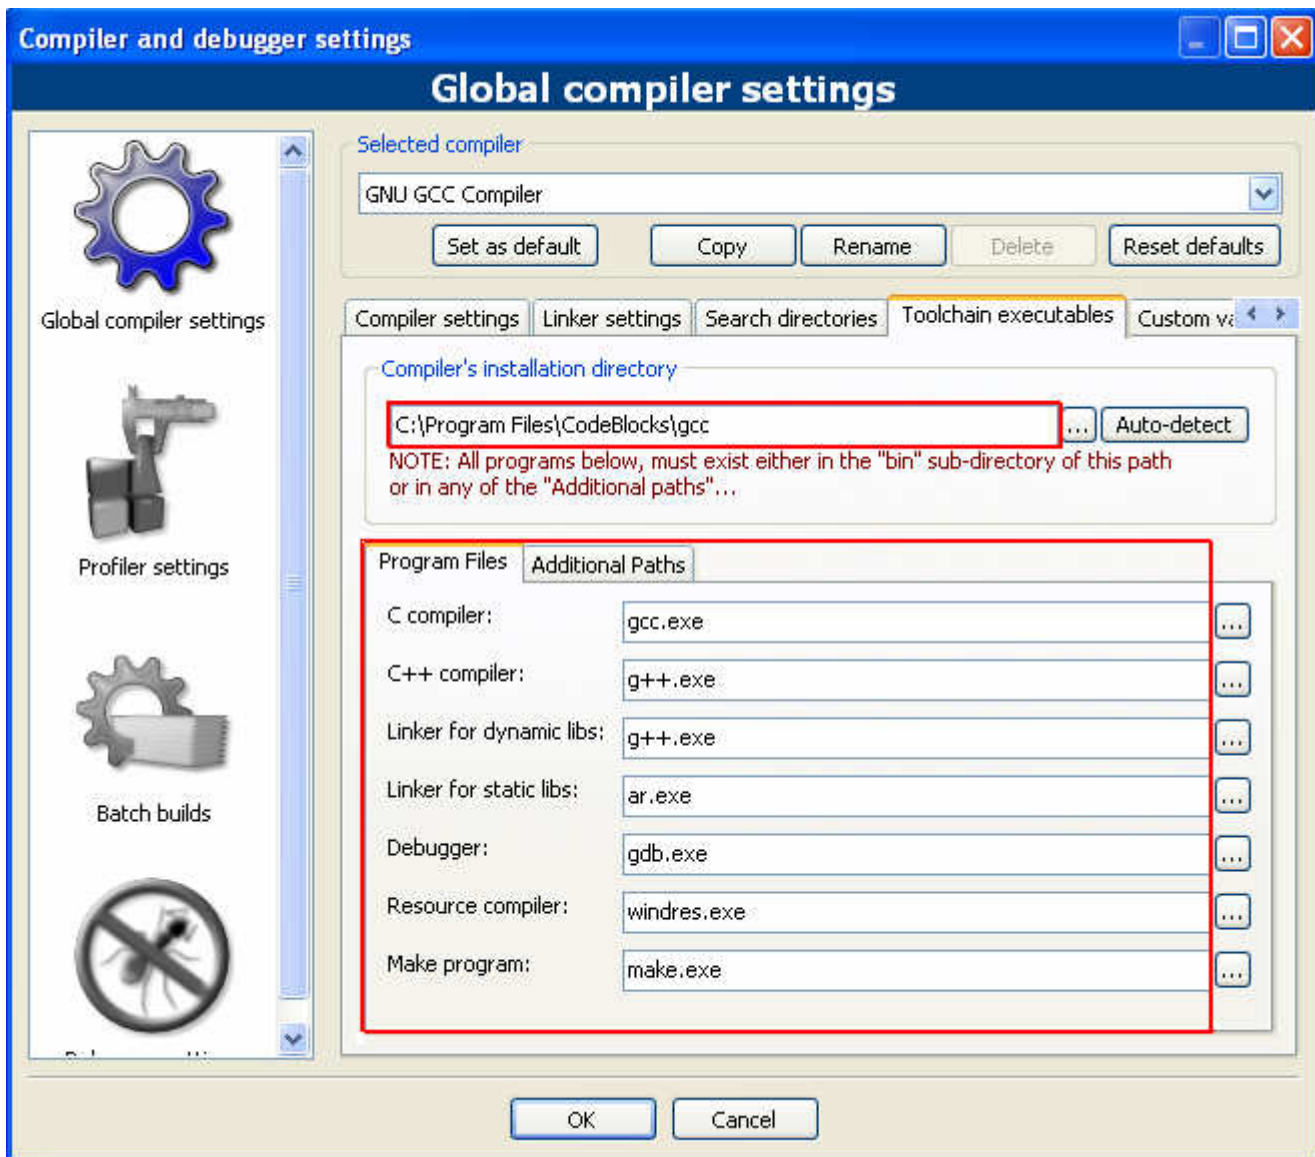 Compiler and debugger settings
Global compiler settings
Global compiler settings
Profiler settings
Batch builds
Selected compiler
GNU GCC Compiler
Set as default Copy Rename Delete Reset defaults
Compiler settings Linker settings Search directories Toolchain executables Custom va
Compiler's installation directory
C:\Program Files\CodeBlocks\gcc ... Auto-detect
NOTE: All programs below, must exist either in the "bin" sub-directory of this path
or in any of the "Additional paths"...
Program Files Additional Paths
C compiler: gcc.exe ...
C++ compiler: g++.exe ...
Linker for dynamic libs: g++.exe ...
Linker for static libs: ar.exe ...
Debugger: gdb.exe ...
Resource compiler: windres.exe ...
Make program: make.exe ...
OK Cancel